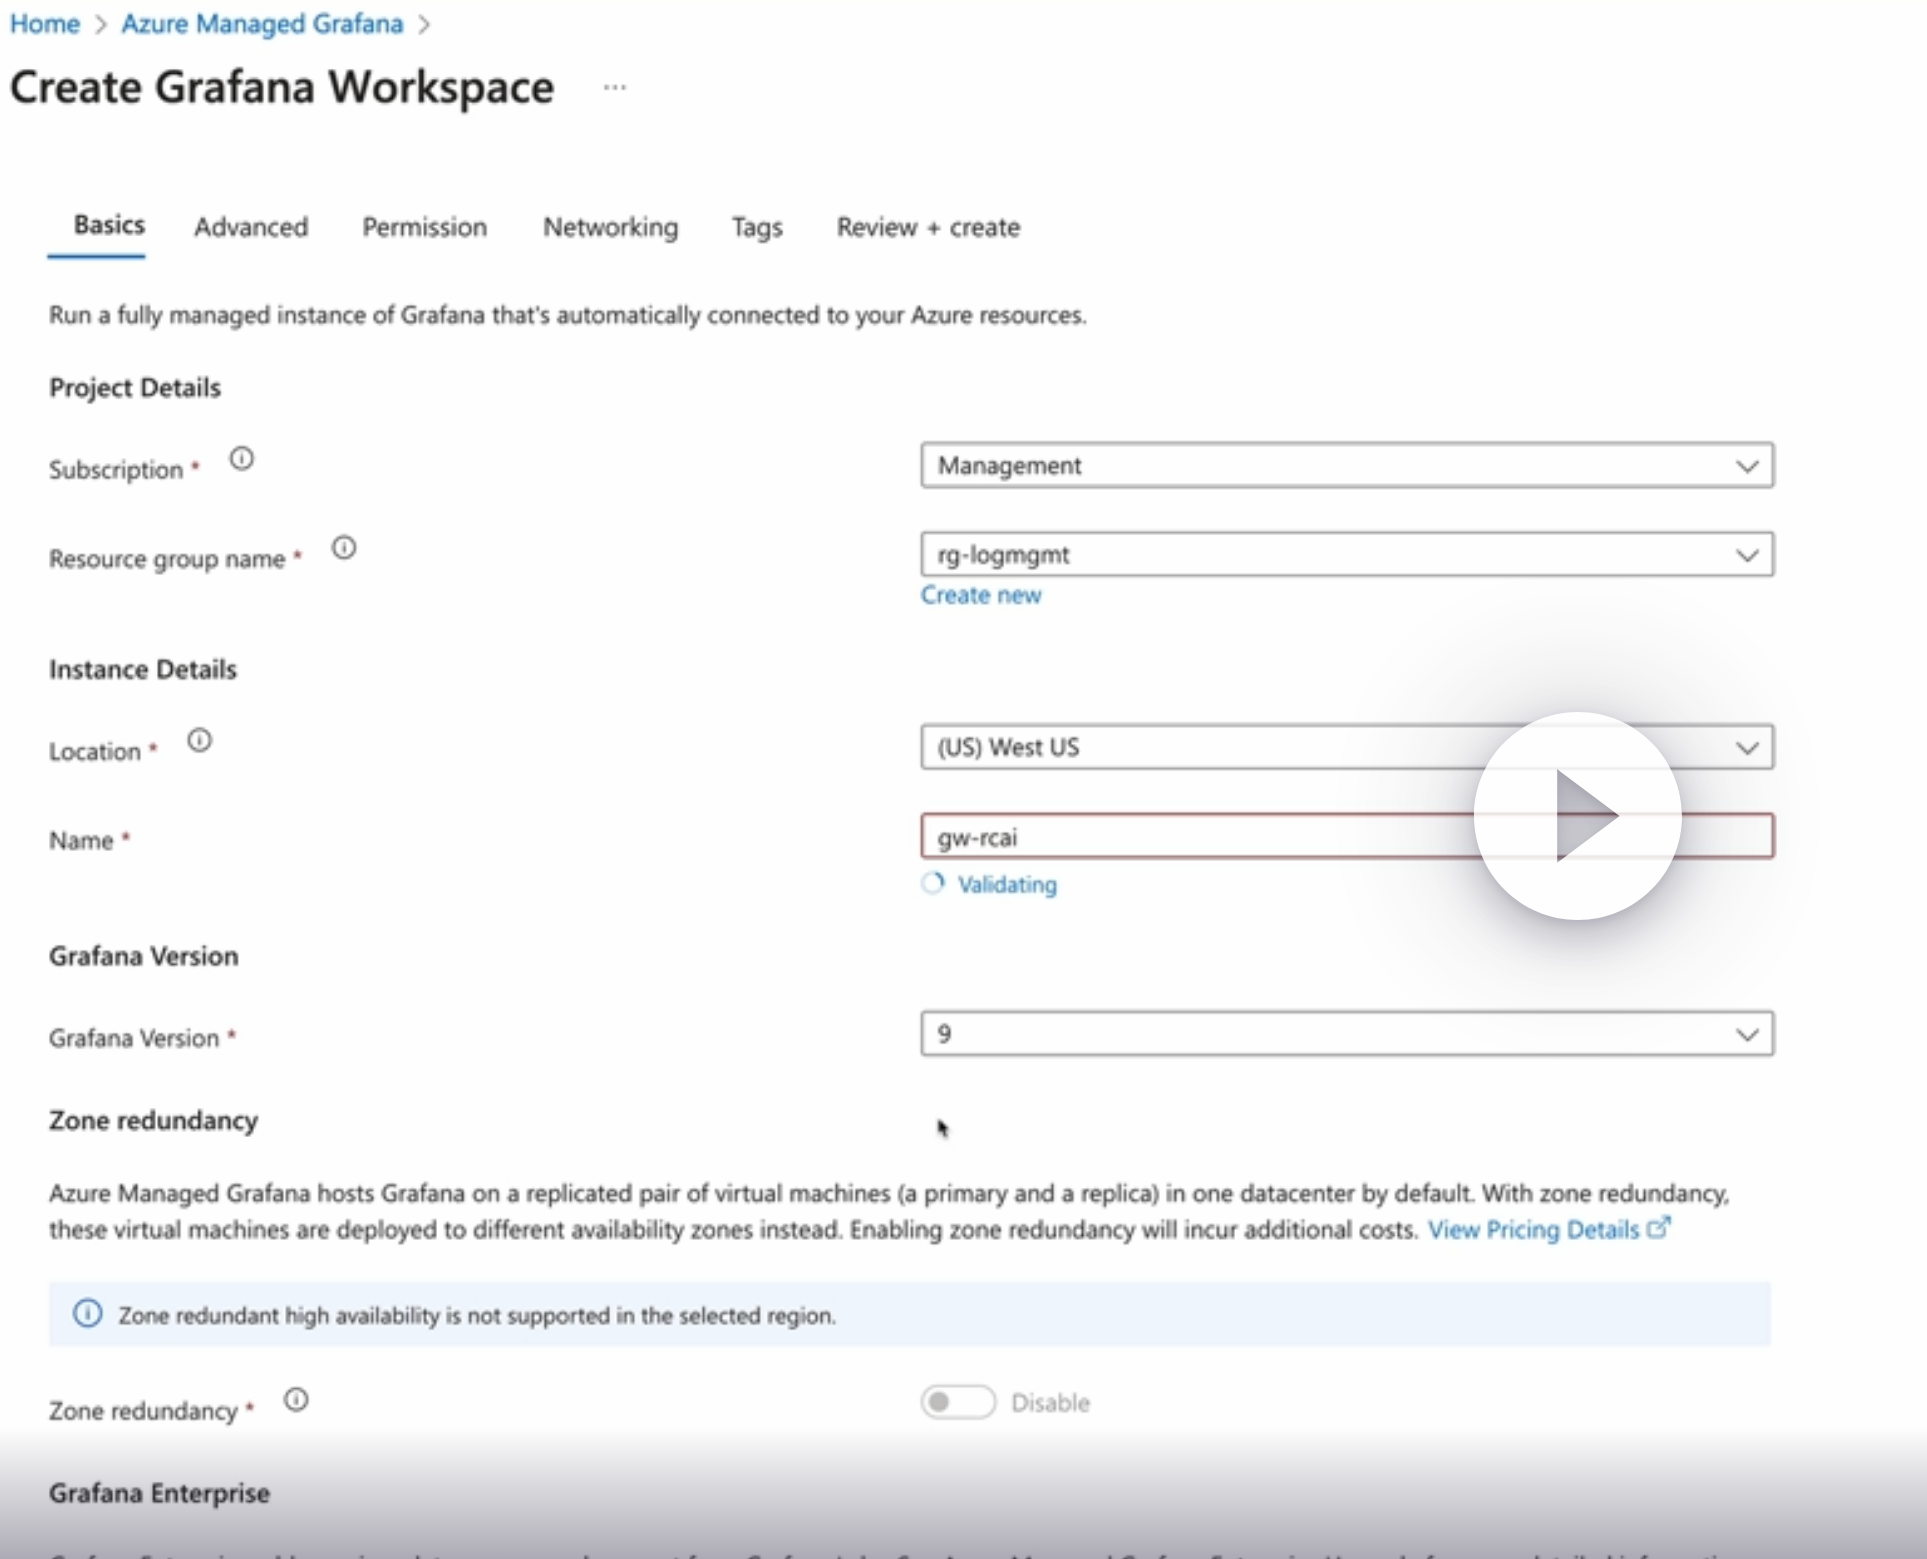 Home > Azure Managed Grafana >
Create Grafana Workspace ...
Basics Advanced Permission Networking Tags Review + create
Run a fully managed instance of Grafana that's automatically connected to your Azure resources.
Project Details
Subscription * Management
Resource group name * rg-logmgmt
Create new
Instance Details
Location * (US) West US
Name * gw-rcai
Validating
Grafana Version
Grafana Version * 9
Zone redundancy
Azure Managed Grafana hosts Grafana on a replicated pair of virtual machines (a primary and a replica) in one datacenter by default. With zone redundancy,
these virtual machines are deployed to different availability zones instead. Enabling zone redundancy will incur additional costs. View Pricing Details
Zone redundant high availability is not supported in the selected region.
Zone redundancy * Disable
Grafana Enterprise